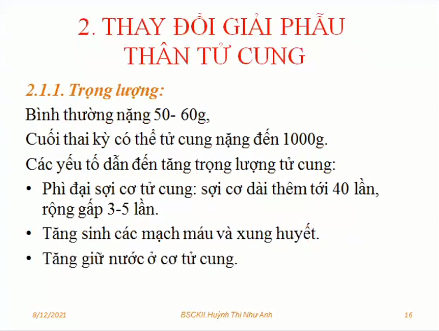 2. THAY ĐỔI GIẢI PHẪU
THÂN TỬ CUNG
2.1.1. Trọng lượng:
Bình thường nặng 50- 60g,
Cuối thai kỳ có thể tử cung nặng đến 1000g.
Các yếu tố dẫn đến tăng trọng lượng tử cung:
• Phì đại sợi cơ tử cung: sợi cơ dài thêm tới 40 lần,
rộng gấp 3-5 lần.
• Tăng sinh các mạch máu và xung huyết.
• Tăng giữ nước ở cơ tử cung.
8/12/2021 BSCKII.Huỳnh Thị Như Anh 16